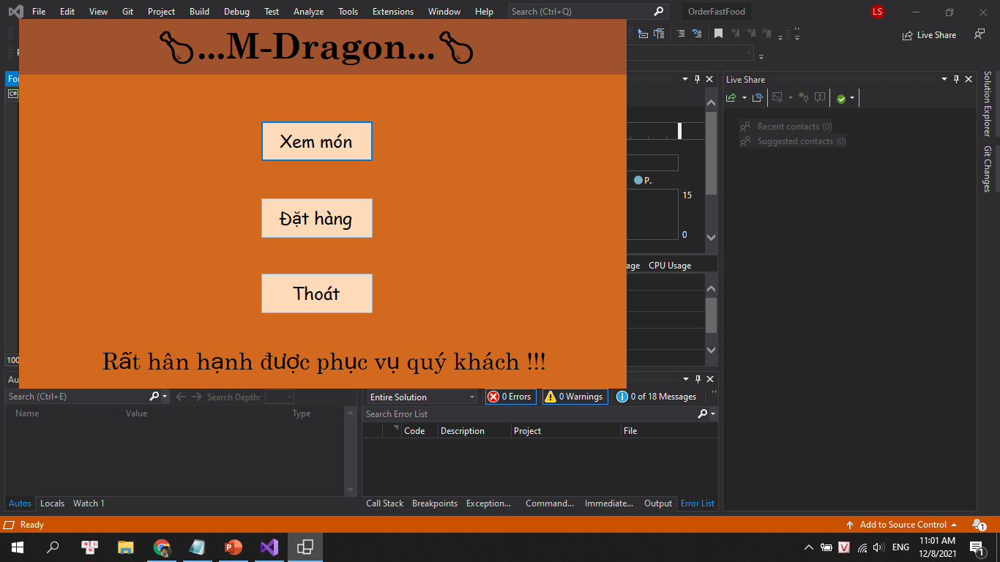 File Edit View Git Project Build Debug Test Analyze Tools Extensions Window Help Search (Ctrl+Q) OrderFastFood LS
...M-Dragon...
Live Share
Live Share
C#
Recent contacts (0)
Suggested contacts (0)
Solution Explorer
Git Changes
Xem món
P..
15
0
Đặt hàng
CPU Usage
Thoát
Rất hân hạnh được phục vụ quý khách !!!
100
Search (Ctrl+E) Search Depth:
Entire Solution 0 Errors 0 Warnings 0 of 18 Messages
Name Value Type
Search Error List
Code Description Project File
Autos Locals Watch 1
Call Stack Breakpoints Exception... Command... Immediate... Output Error List
Ready Add to Source Control 1
ENG 11:01 AM
12/8/2021 1